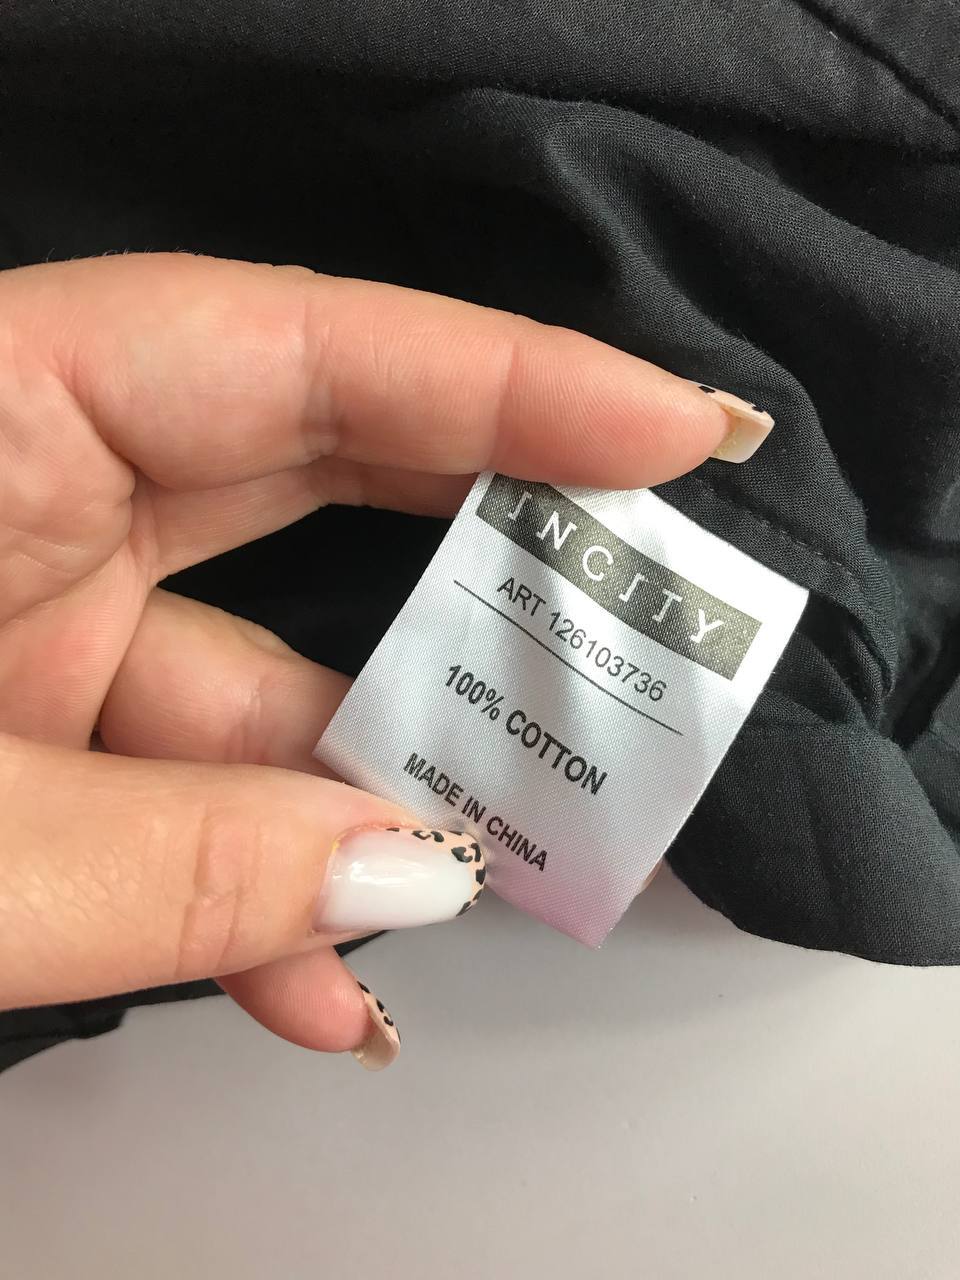 INCITY
ART 126103736
100% COTTON
MADE IN CHINA